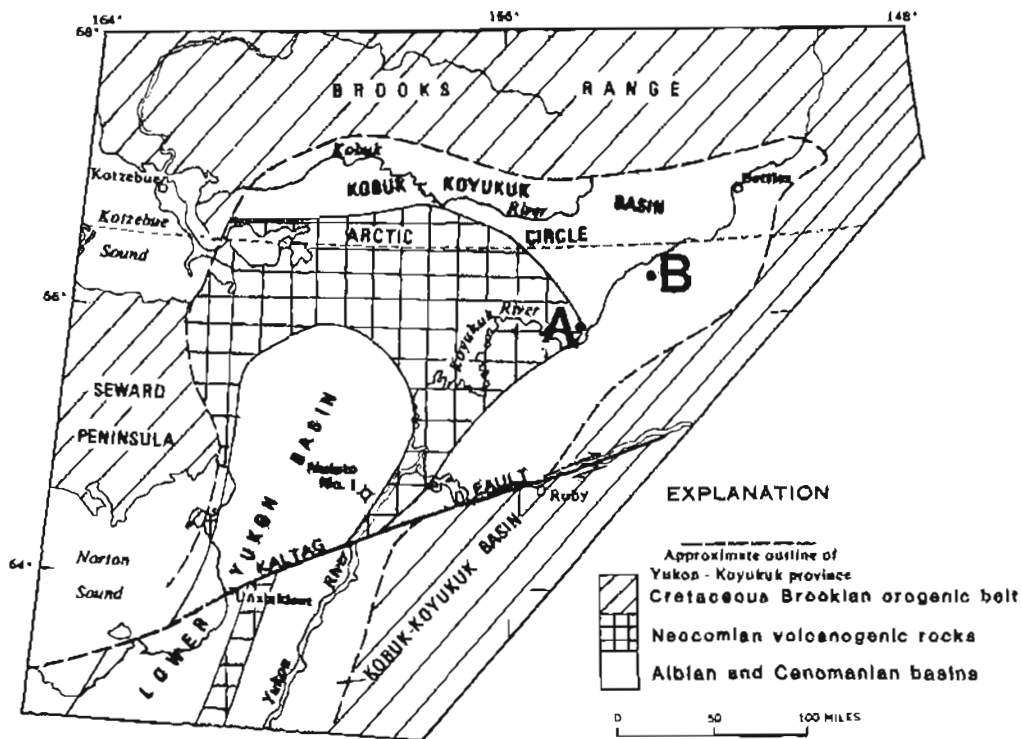 164°
156°
148°
68°
BROOKS RANGE
Kobuk
Kotzebue
KOBUK KOYUKUK BASIN
River
Bettles
Kotzebue
Sound
ARCTIC CIRCLE
B
66°
River
A
Koyukuk
SEWARD
PENINSULA
BASIN
Nulato
No. 1
FAULT
Ruby
YUKON
KALTAG
River
64°
Norton
Sound
Unalakleet
LOWER
Yukon
KOBUK-KOYUKUK BASIN
EXPLANATION
Approximate outline of
Yukon - Koyukuk province
Cretaceous Brookian orogenic belt
Neocomian volcanogenic rocks
Albian and Cenomanian basins
0 50 100 MILES